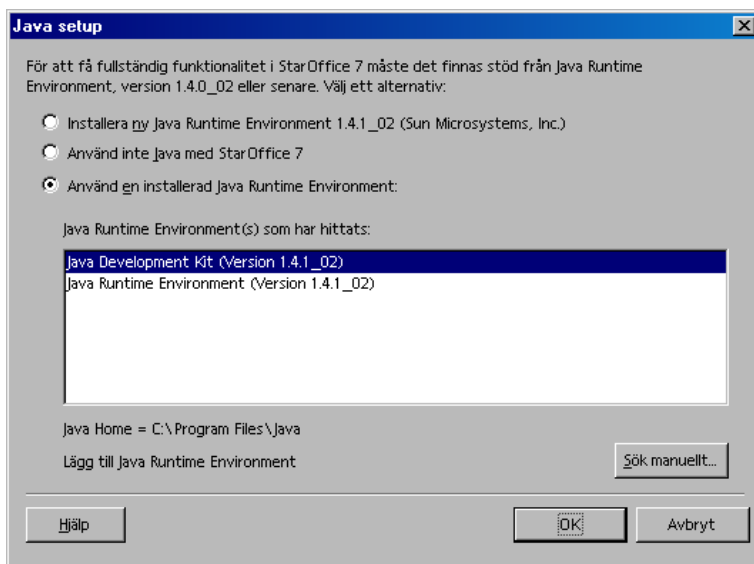 Java setup
För att få fullständig funktionalitet i StarOffice 7 måste det finnas stöd från Java Runtime
Environment, version 1.4.0_02 eller senare. Välj ett alternativ:
Installera ny Java Runtime Environment 1.4.1_02 (Sun Microsystems, Inc.)
Använd inte Java med StarOffice 7
Använd en installerad Java Runtime Environment:
Java Runtime Environment(s) som har hittats:
Java Development Kit (Version 1.4.1_02)
Java Runtime Environment (Version 1.4.1_02)
Java Home = C:\Program Files\Java
Lägg till Java Runtime Environment
Sök manuellt...
Hjälp
OK
Avbryt